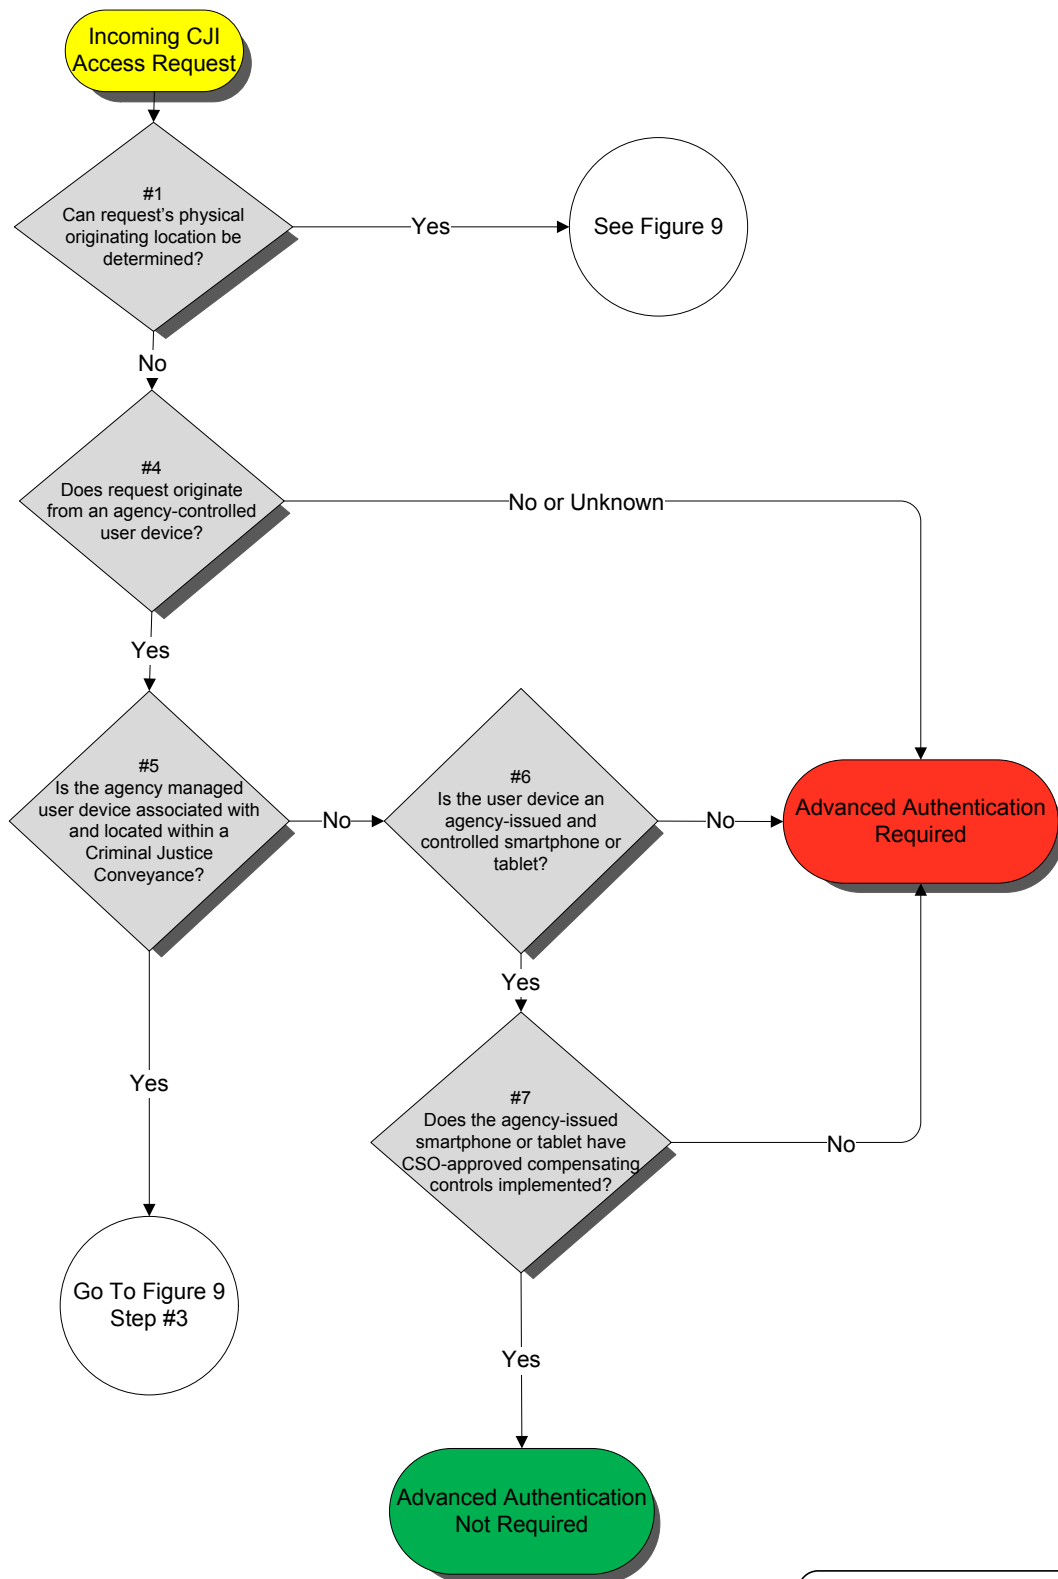 Incoming CJI
Access Request
#1
Can request's physical
originating location be
determined?
Yes
See Figure 9
No
#4
Does request originate
from an agency-controlled
user device?
No or Unknown
Yes
#5
Is the agency managed
user device associated with
and located within a
Criminal Justice
Conveyance?
No
#6
Is the user device an
agency-issued and
controlled smartphone or
tablet?
No
Advanced Authentication
Required
Yes
Yes
#7
Does the agency-issued
smartphone or tablet have
CSO-approved compensating
controls implemented?
No
Go To Figure 9
Step #3
Yes
Advanced Authentication
Not Required